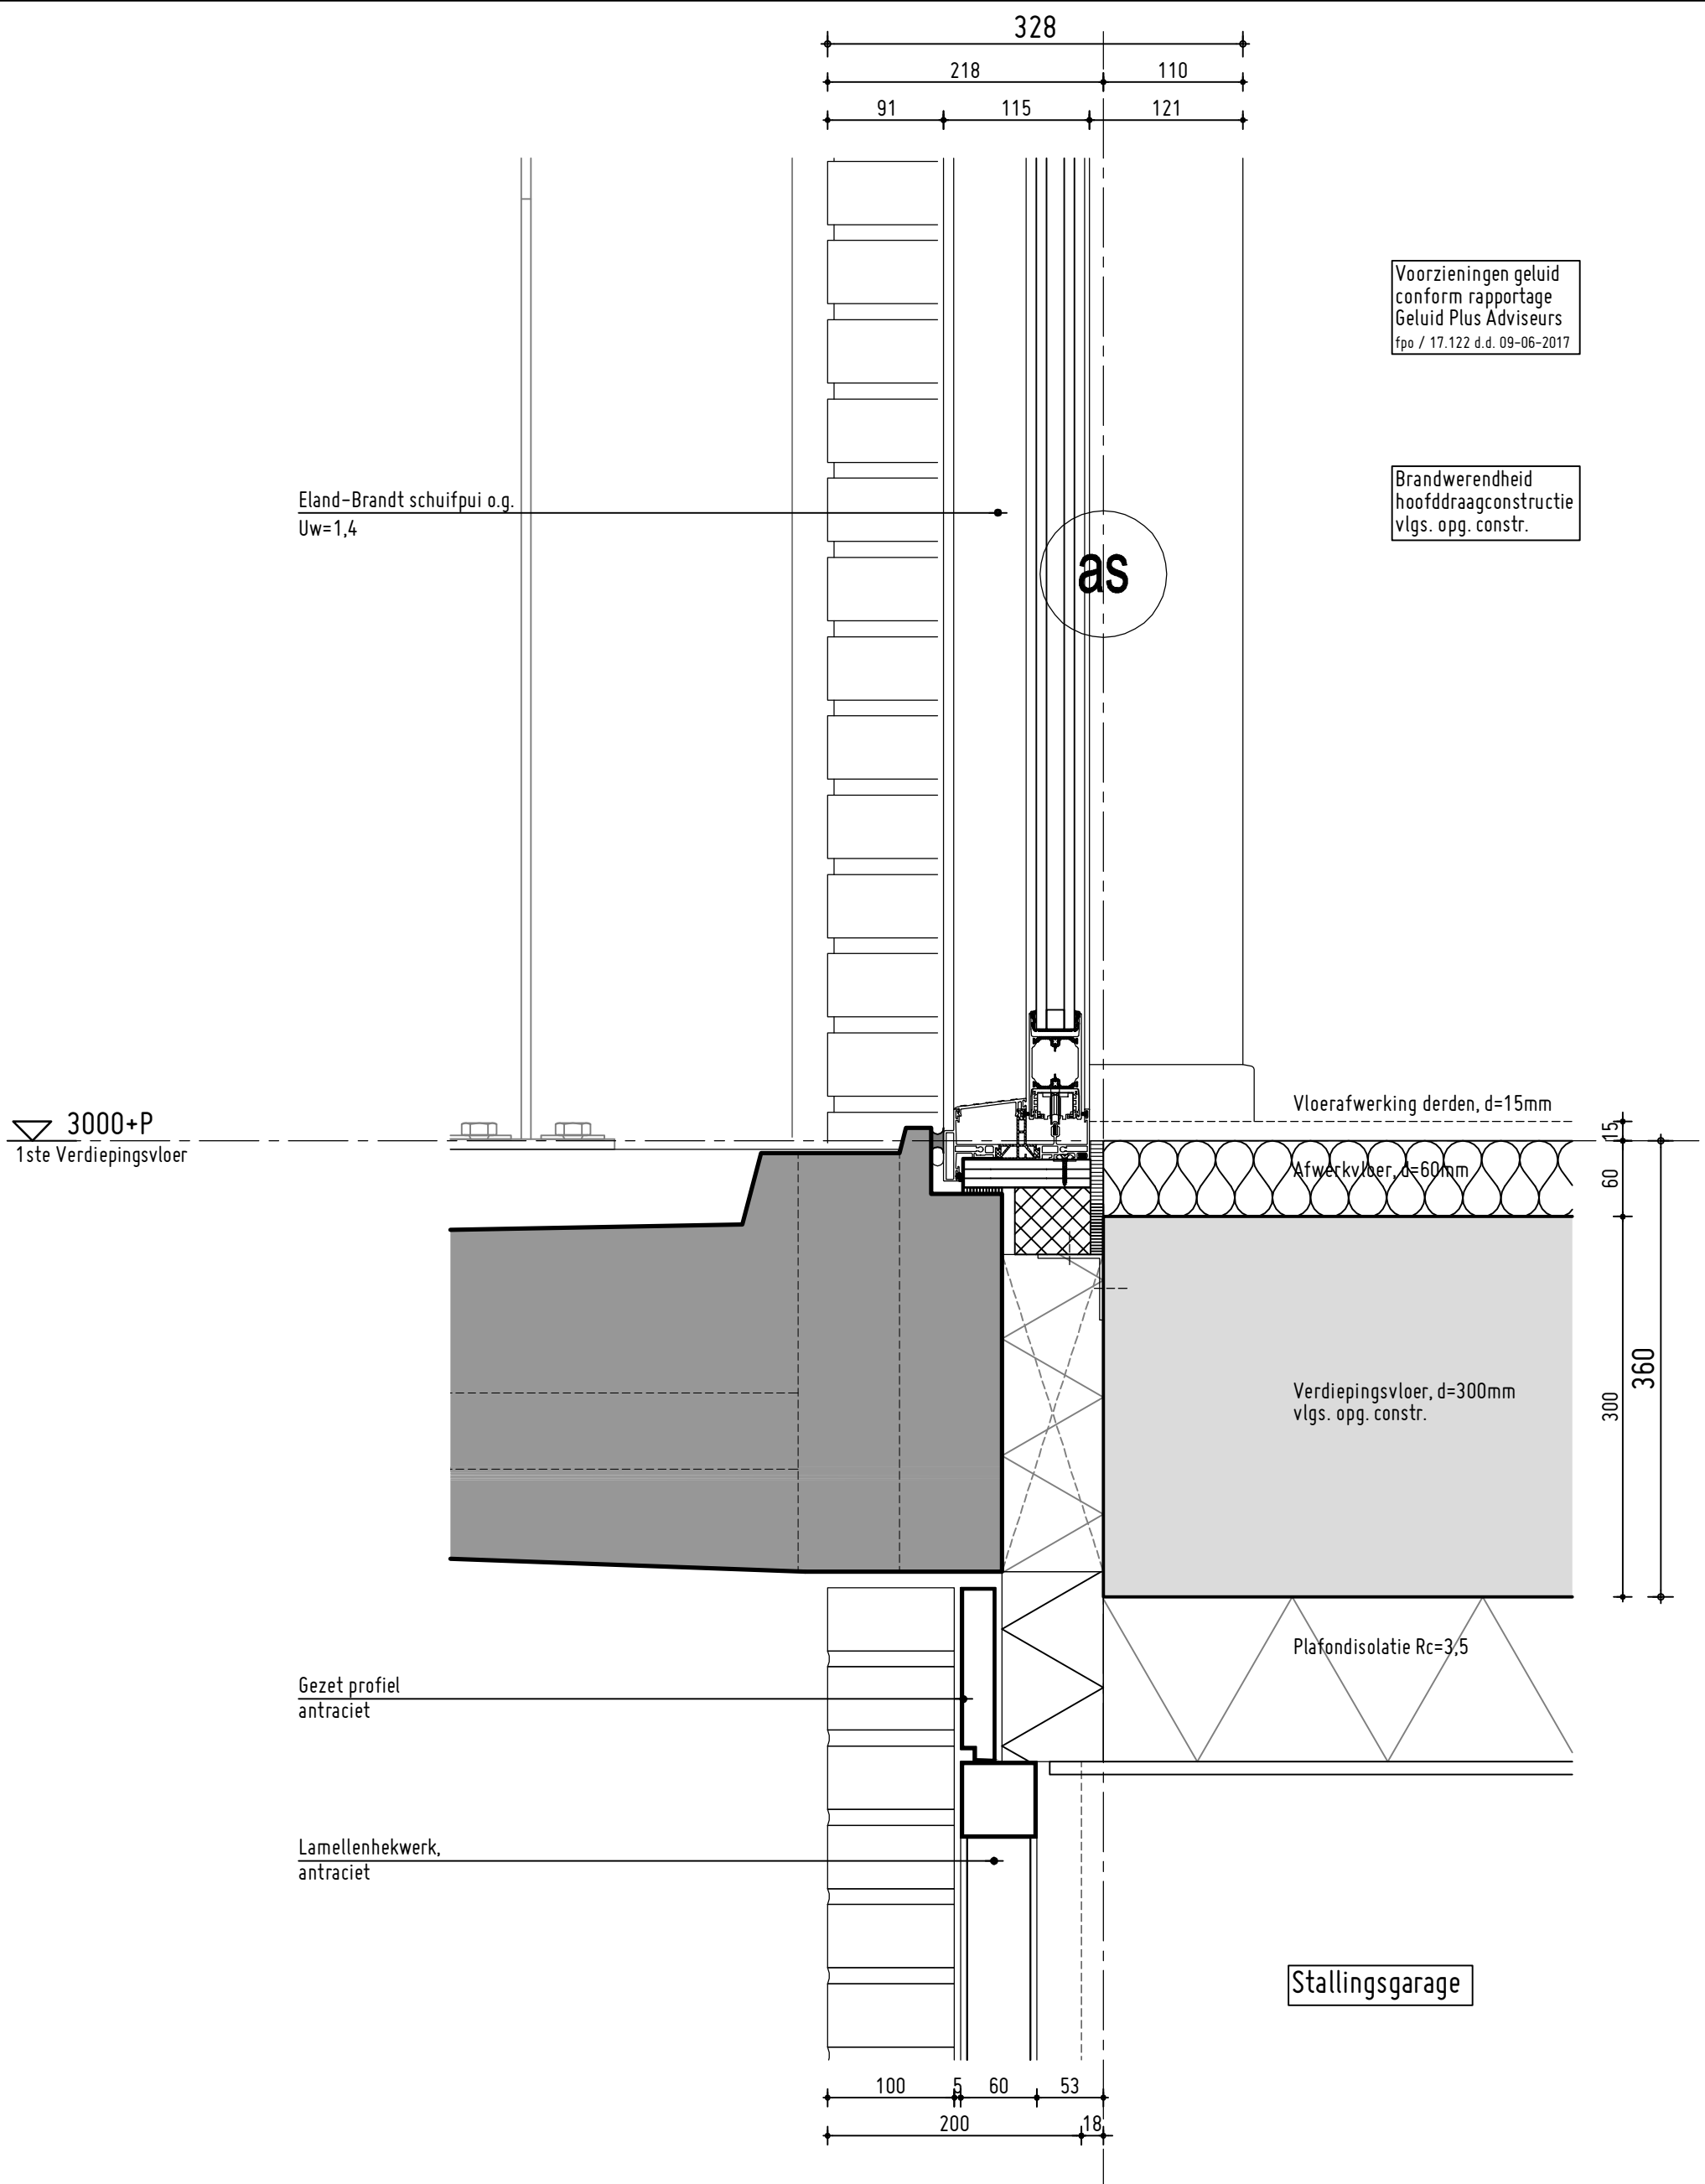 328
218
110
91
115
121
Voorzieningen geluid
conform rapportage
Geluid Plus Adviseurs
fpo / 17.122 d.d. 09-06-2017
Brandwerendheid
hoofddraagconstructie
vlgs. opg. constr.
Eland-Brandt schuifpui o.g.
Uw=1,4
as
3000+P
1ste Verdiepingsvloer
Vloerafwerking derden, d=15mm
15
Afwerkvloer, d=60mm
60
Verdiepingsvloer, d=300mm
vlgs. opg. constr.
300
360
Plafondisolatie Rc=3,5
Gezet profiel
antraciet
Lamellenhekwerk,
antraciet
Stallingsgarage
100
5
60
53
200
18